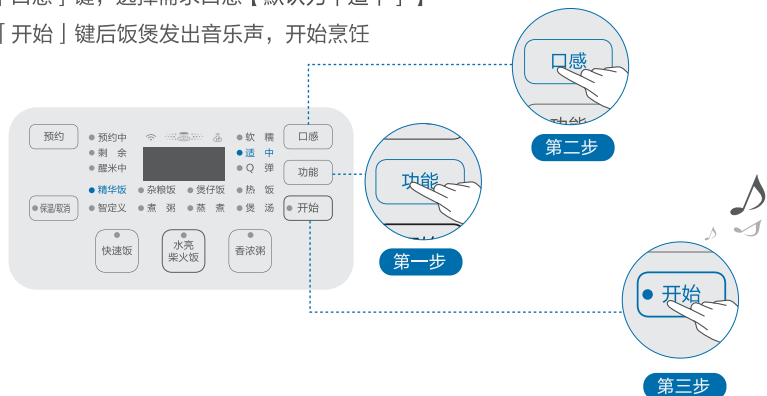 「口感」键，选择需求口感【默认为「适中」】
「开始」键后饭煲发出音乐声，开始烹饪
口感
功能
第二步
预约
预约中
软 糯
口感
剩 余
适 中
醒米中
Q 弹
功能
功能
精华饭
杂粮饭
煲仔饭
热 饭
保温/取消
智定义
煮 粥
蒸 煮
煲 汤
开始
第一步
快速饭
水亮
柴火饭
香浓粥
开始
第三步